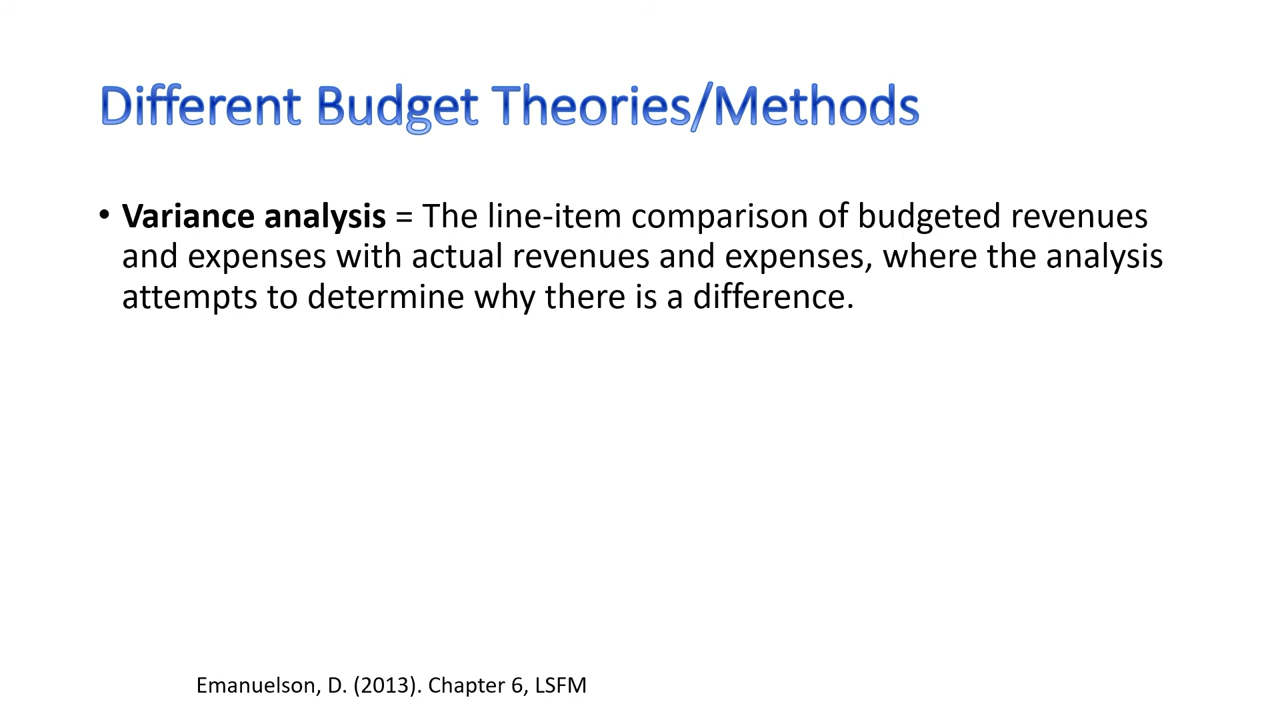 Different Budget Theories/Methods
• Variance analysis = The line-item comparison of budgeted revenues
and expenses with actual revenues and expenses, where the analysis
attempts to determine why there is a difference.
Emanuelson, D. (2013). Chapter 6, LSFM